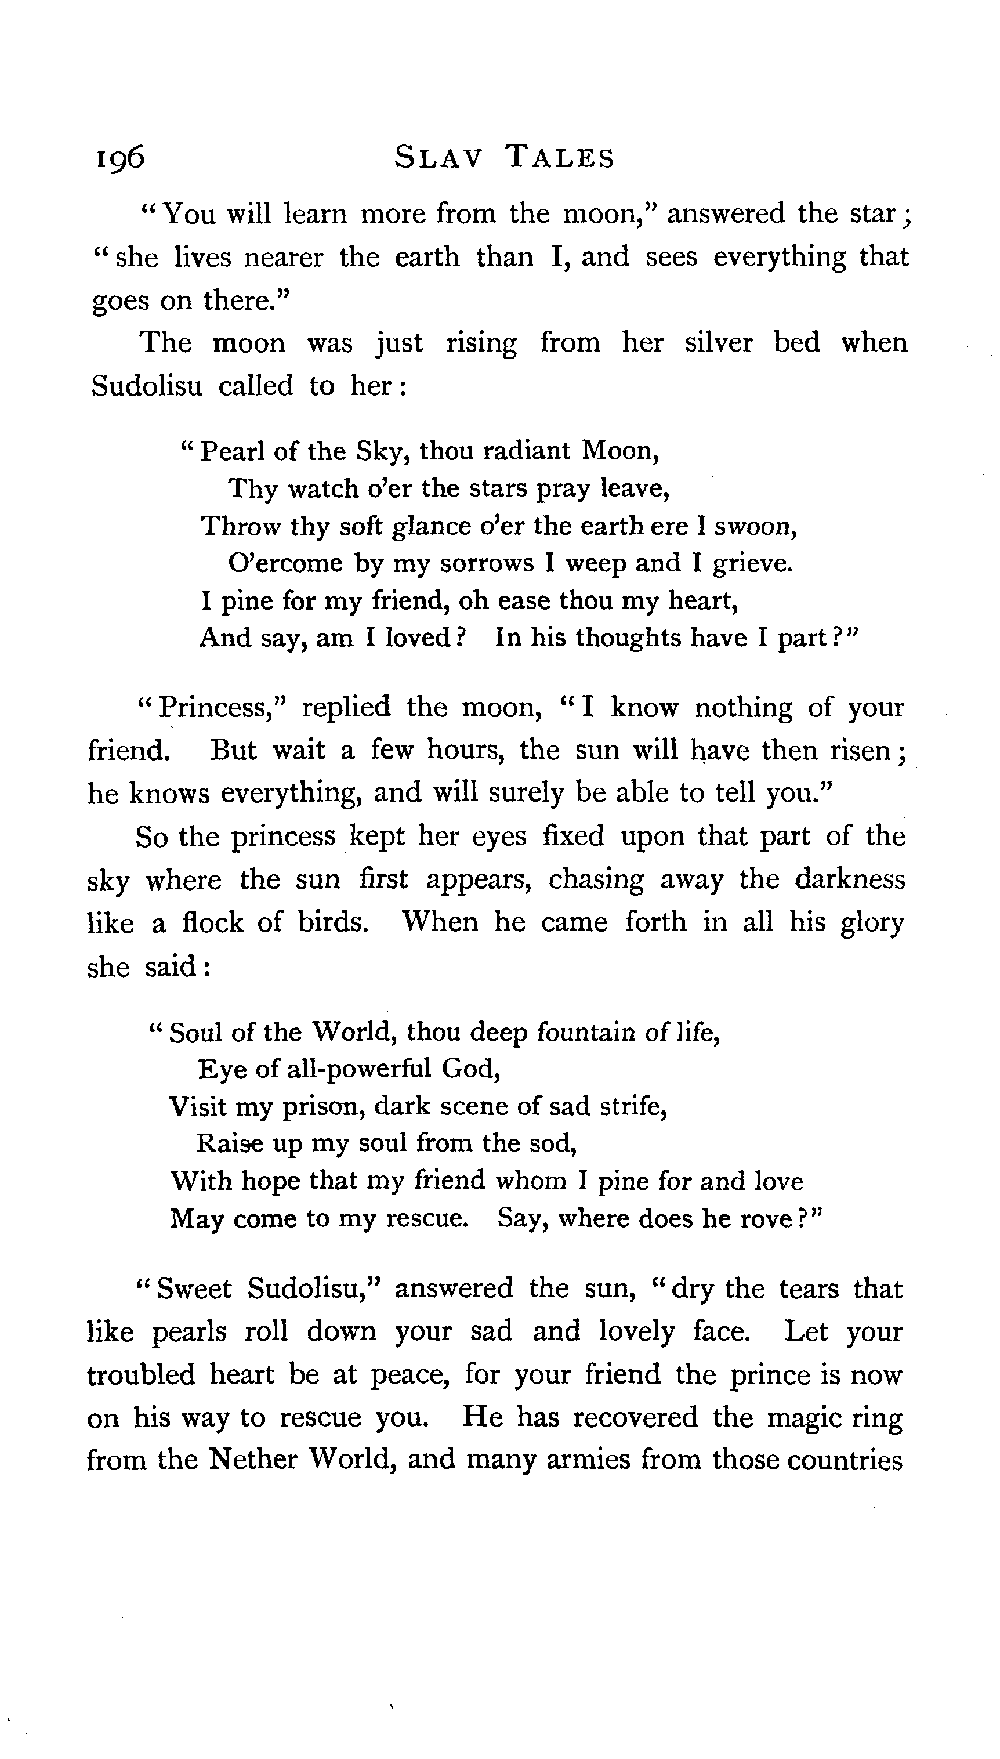 196 SLAV TALES
“You will learn more from the moon,” answered the star;
“she lives nearer the earth than I, and sees everything that
goes on there.”
The moon was just rising from her silver bed when
Sudolisu called to her:
“Pearl of the Sky, thou radiant Moon,
Thy watch o’er the stars pray leave,
Throw thy soft glance o’er the earth ere I swoon,
O’ercome by my sorrows I weep and I grieve.
I pine for my friend, oh ease thou my heart,
And say, am I loved? In his thoughts have I part?”
“Princess,” replied the moon, “I know nothing of your
friend. But wait a few hours, the sun will have then risen;
he knows everything, and will surely be able to tell you.”
So the princess kept her eyes fixed upon that part of the
sky where the sun first appears, chasing away the darkness
like a flock of birds. When he came forth in all his glory
she said:
“Soul of the World, thou deep fountain of life,
Eye of all-powerful God,
Visit my prison, dark scene of sad strife,
Raise up my soul from the sod,
With hope that my friend whom I pine for and love
May come to my rescue. Say, where does he rove?”
“Sweet Sudolisu,” answered the sun, “dry the tears that
like pearls roll down your sad and lovely face. Let your
troubled heart be at peace, for your friend the prince is now
on his way to rescue you. He has recovered the magic ring
from the Nether World, and many armies from those countries